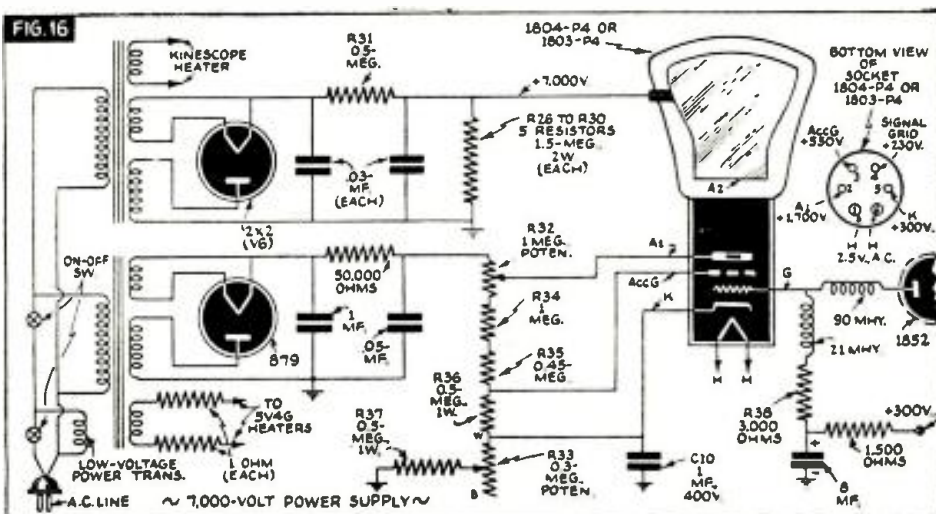 FIG. 16
KINESCOPE
HEATER
R31
0.5-
MEG.
+7,000V.
1804-P4 OR
1803-P4
BOTTOM VIEW
OF
SOCKET
1804-P4 OR
1803-P4
ACCG
+550V.
SIGNAL
GRID
+230V.
A1
+1,700V.
K
+300V.
1
2
4
5
H H
2.5 V., A.C.
R26 TO R30
5 RESISTORS
1.5-MEG.
2W
(EACH)
.03-
MF.
(EACH)
2X2
(V6)
A2
ON-OFF
SW
R32
1 MEG.
POTEN.
50,000
OHMS
A1
ACCG
K
G
90 MHY.
1852
21 MHY.
879
.1
MF.
.05-
MF.
R34
1
MEG.
R35
0.45-
MEG.
R36
0.5-
MEG.
1W.
R37
0.5-
MEG.
1W.
H H
R38
3,000
OHMS
+300V.
1,500
OHMS
8
MF.
TO
5V4G
HEATERS
1 OHM
(EACH)
LOW-VOLTAGE
POWER TRANS.
W
R33
0.3-
MEG.
POTEN.
B
C10
1
MF.,
400V.
A.C. LINE
~ 7,000-VOLT POWER SUPPLY ~